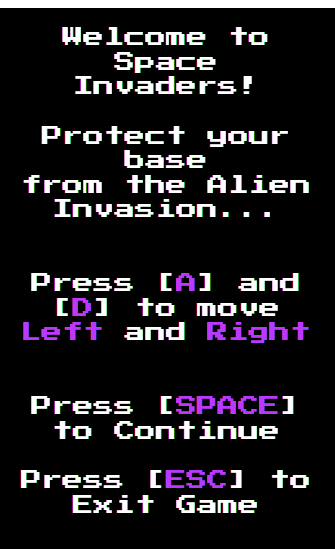 Welcome to
Space
Invaders!
Protect your
base
from the Alien
Invasion...
Press [A] and
[D] to move
Left and Right
Press [SPACE]
to Continue
Press [ESC] to
Exit Game